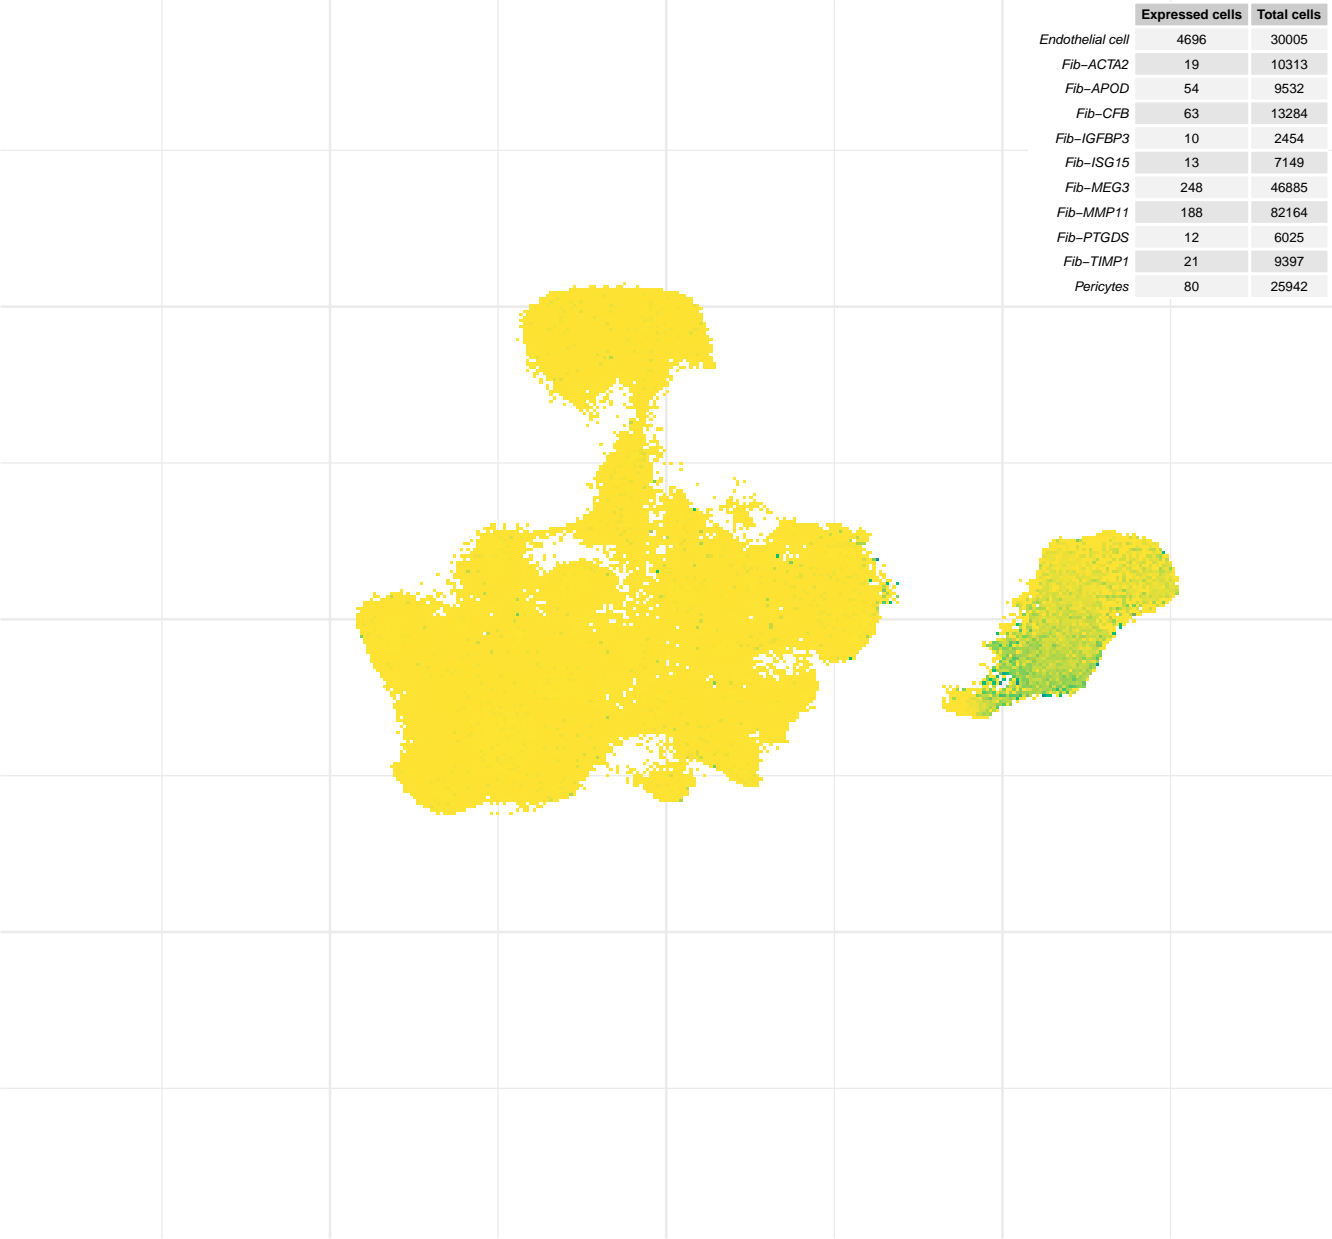 Expressed cells Total cells
Endothelial cell 4696 30005
Fib−ACTA2 19 10313
Fib−APOD 54 9532
Fib−CFB 63 13284
Fib−IGFBP3 10 2454
Fib−ISG15 13 7149
Fib−MEG3 248 46885
Fib−MMP11 188 82164
Fib−PTGDS 12 6025
Fib−TIMP1 21 9397
Pericytes 80 25942